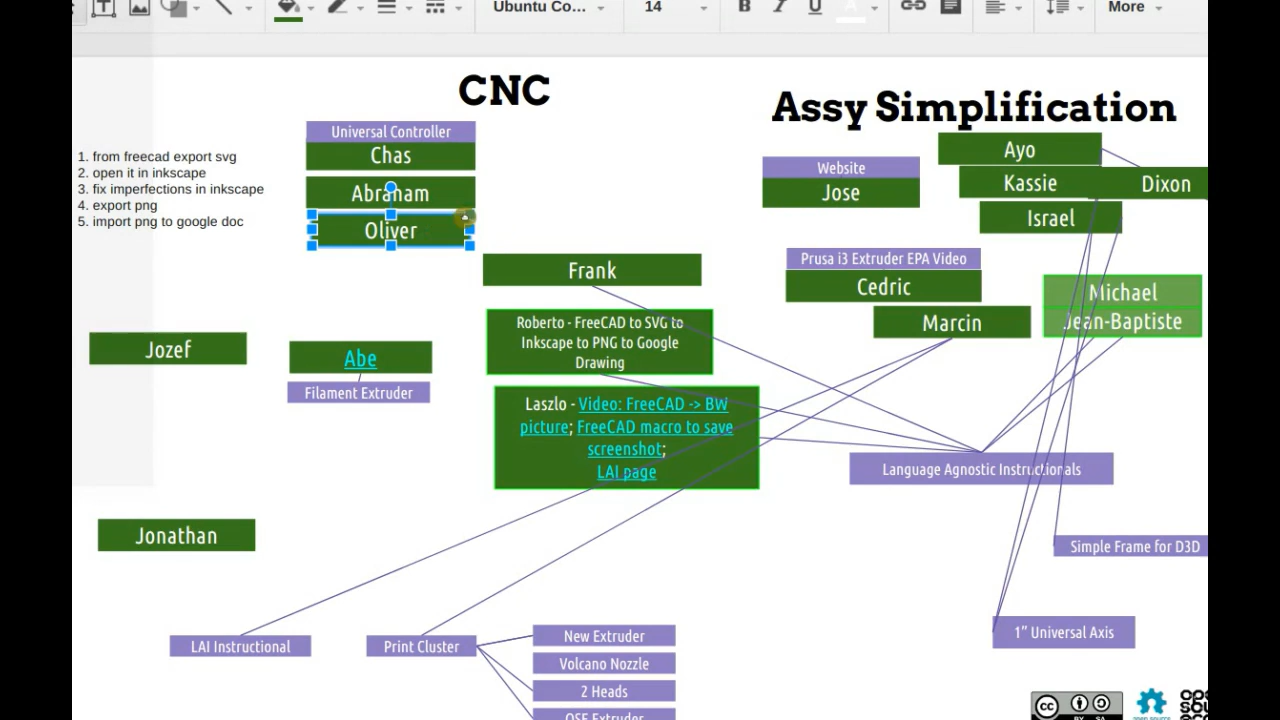 Ubuntu Co...
14
B I U A
More
CNC
Assy Simplification
1. from freecad export svg
2. open it in inkscape
3. fix imperfections in inkscape
4. export png
5. import png to google doc
Universal Controller
Chas
Abraham
Oliver
Website
Jose
Ayo
Kassie
Dixon
Israel
Frank
Prusa i3 Extruder EPA Video
Cedric
Marcin
Michael
Jean-Baptiste
Jozef
Abe
Filament Extruder
Roberto - FreeCAD to SVG to
Inkscape to PNG to Google
Drawing
Laszlo - Video: FreeCAD -> BW
picture; FreeCAD macro to save
screenshot;
LAI page
Language Agnostic Instructionals
Jonathan
Simple Frame for D3D
1” Universal Axis
LAI Instructional
Print Cluster
New Extruder
Volcano Nozzle
2 Heads
OSE Extruder
cc
BY SA